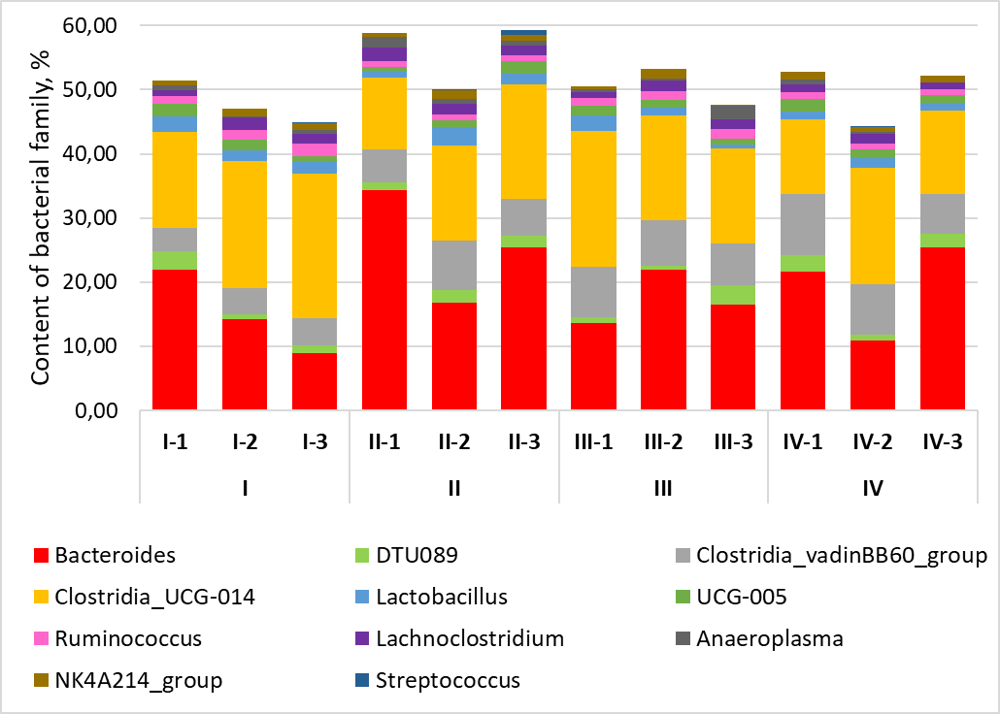 Content of bacterial family, %
60,00
50,00
40,00
30,00
20,00
10,00
0,00
I-1 I-2 I-3 II-1 II-2 II-3 III-1 III-2 III-3 IV-1 IV-2 IV-3
I II III IV
Bacteroides DTU089 Clostridia_vadinBB60_group
Clostridia_UCG-014 Lactobacillus UCG-005
Ruminococcus Lachnoclostridium Anaeroplasma
NK4A214_group Streptococcus